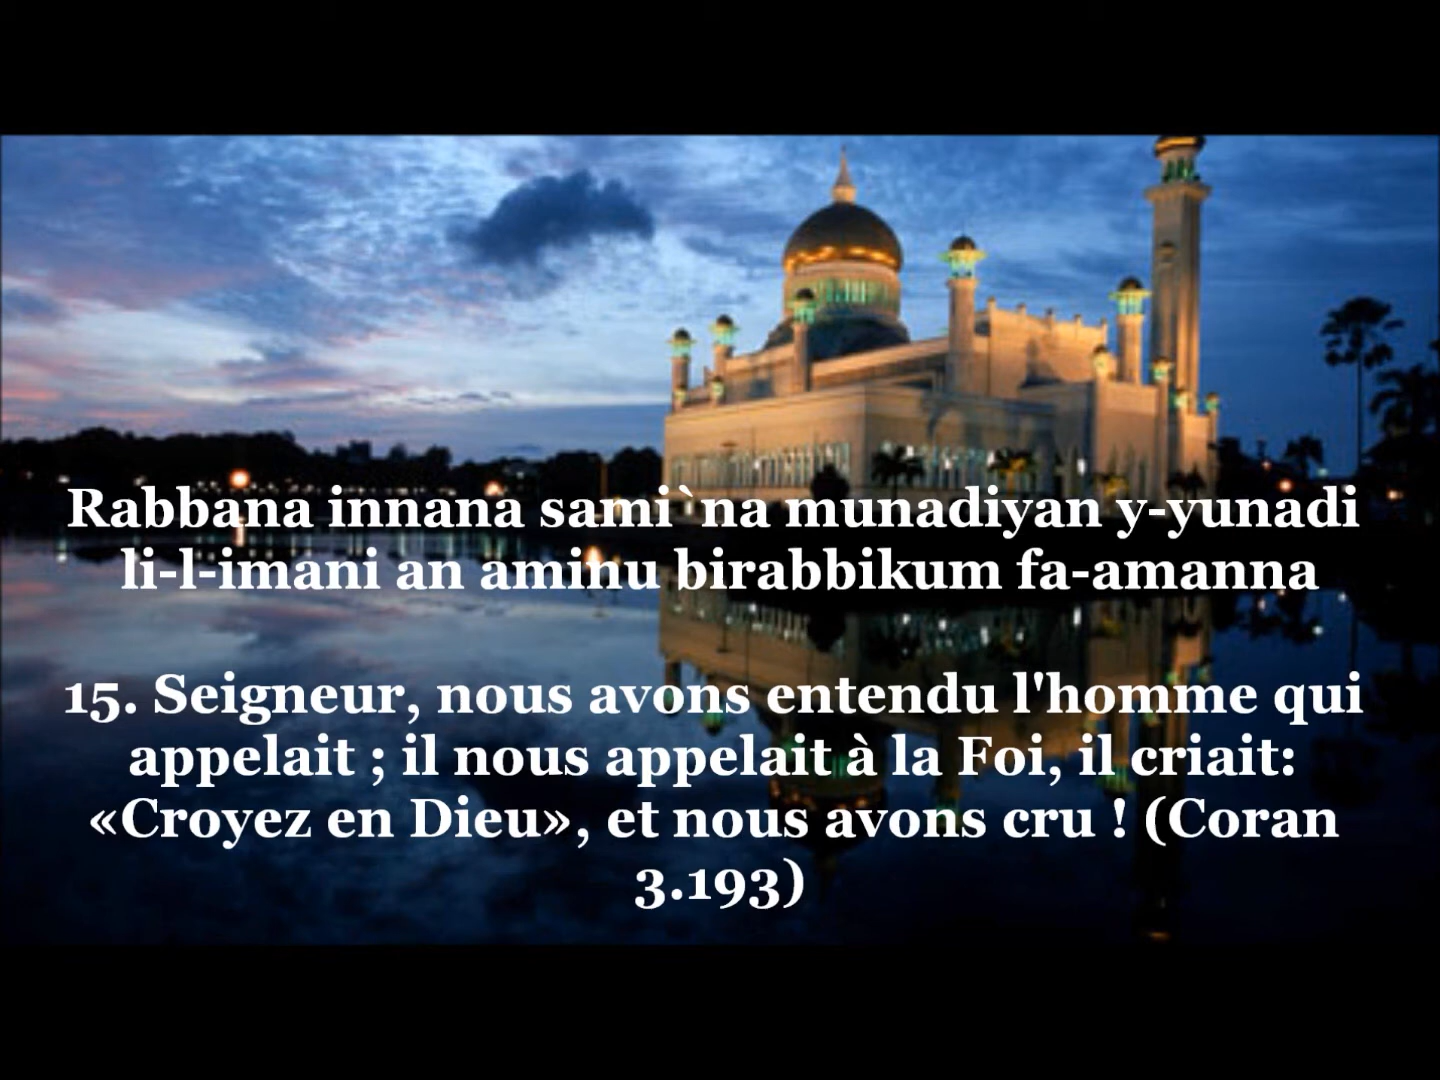 Rabbana innana sami`na munadiyan y-yunadi
li-l-imani an aminu birabbikum fa-amanna
15. Seigneur, nous avons entendu l'homme qui
appelait ; il nous appelait à la Foi, il criait:
«Croyez en Dieu», et nous avons cru ! (Coran
3.193)